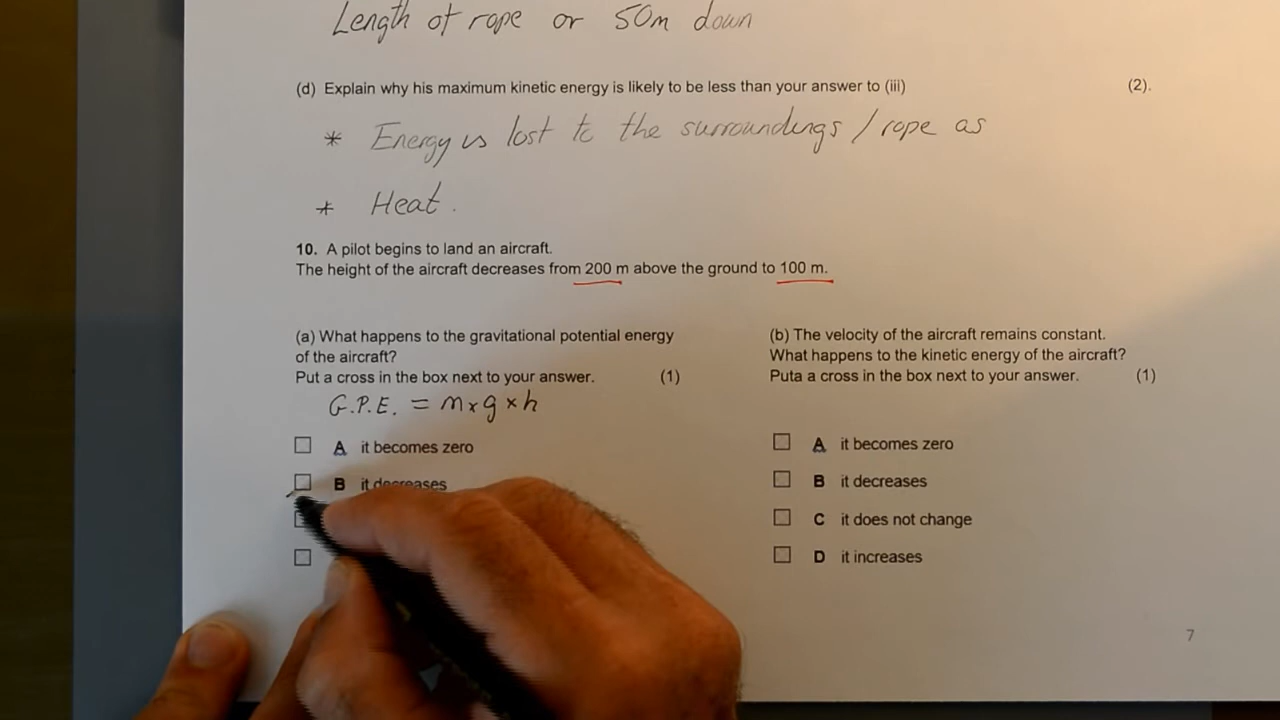 Length of rope or 50m down
(d) Explain why his maximum kinetic energy is likely to be less than your answer to (iii) (2).
* Energy is lost to the surroundings / rope as
* Heat.
10. A pilot begins to land an aircraft.
The height of the aircraft decreases from 200 m above the ground to 100 m.
(a) What happens to the gravitational potential energy
of the aircraft?
Put a cross in the box next to your answer. (1)
G.P.E. = m x g x h
A it becomes zero
B it decreases
(b) The velocity of the aircraft remains constant.
What happens to the kinetic energy of the aircraft?
Puta a cross in the box next to your answer. (1)
A it becomes zero
B it decreases
C it does not change
D it increases
7